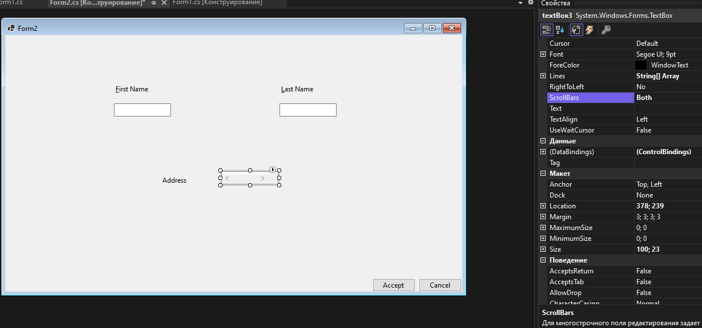 orm1.cs
Form2.cs [Ко...труирование]*
Form1.cs [Конструирование]
Form2
First Name
Last Name
Address
Accept
Cancel
Свойства
textBox3 System.Windows.Forms.TextBox
Cursor Default
Font Segoe UI; 9pt
ForeColor WindowText
Lines String[] Array
RightToLeft No
ScrollBars Both
Text
TextAlign Left
UseWaitCursor False
Данные
(DataBindings) (ControlBindings)
Tag
Макет
Anchor Top, Left
Dock None
Location 378; 239
Margin 3; 3; 3; 3
MaximumSize 0; 0
MinimumSize 0; 0
Size 100; 23
Поведение
AcceptsReturn False
AcceptsTab False
AllowDrop False
CharacterCasing Normal
ScrollBars
Для многострочного поля редактирования задает